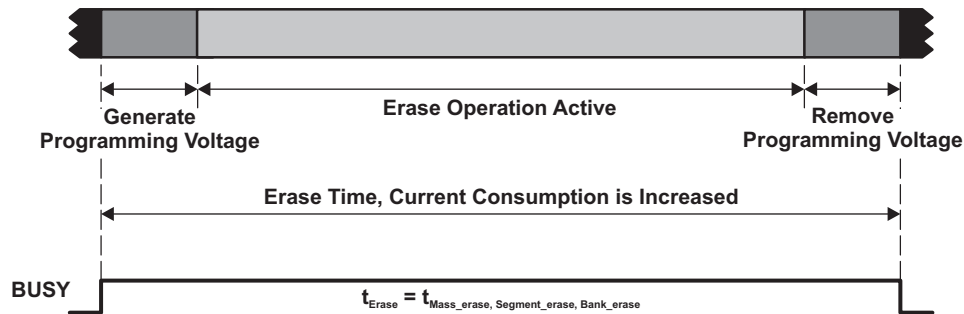 Generate
Programming Voltage
Erase Operation Active
Remove
Programming Voltage
Erase Time, Current Consumption is Increased
BUSY
tErase = tMass_erase, Segment_erase, Bank_erase